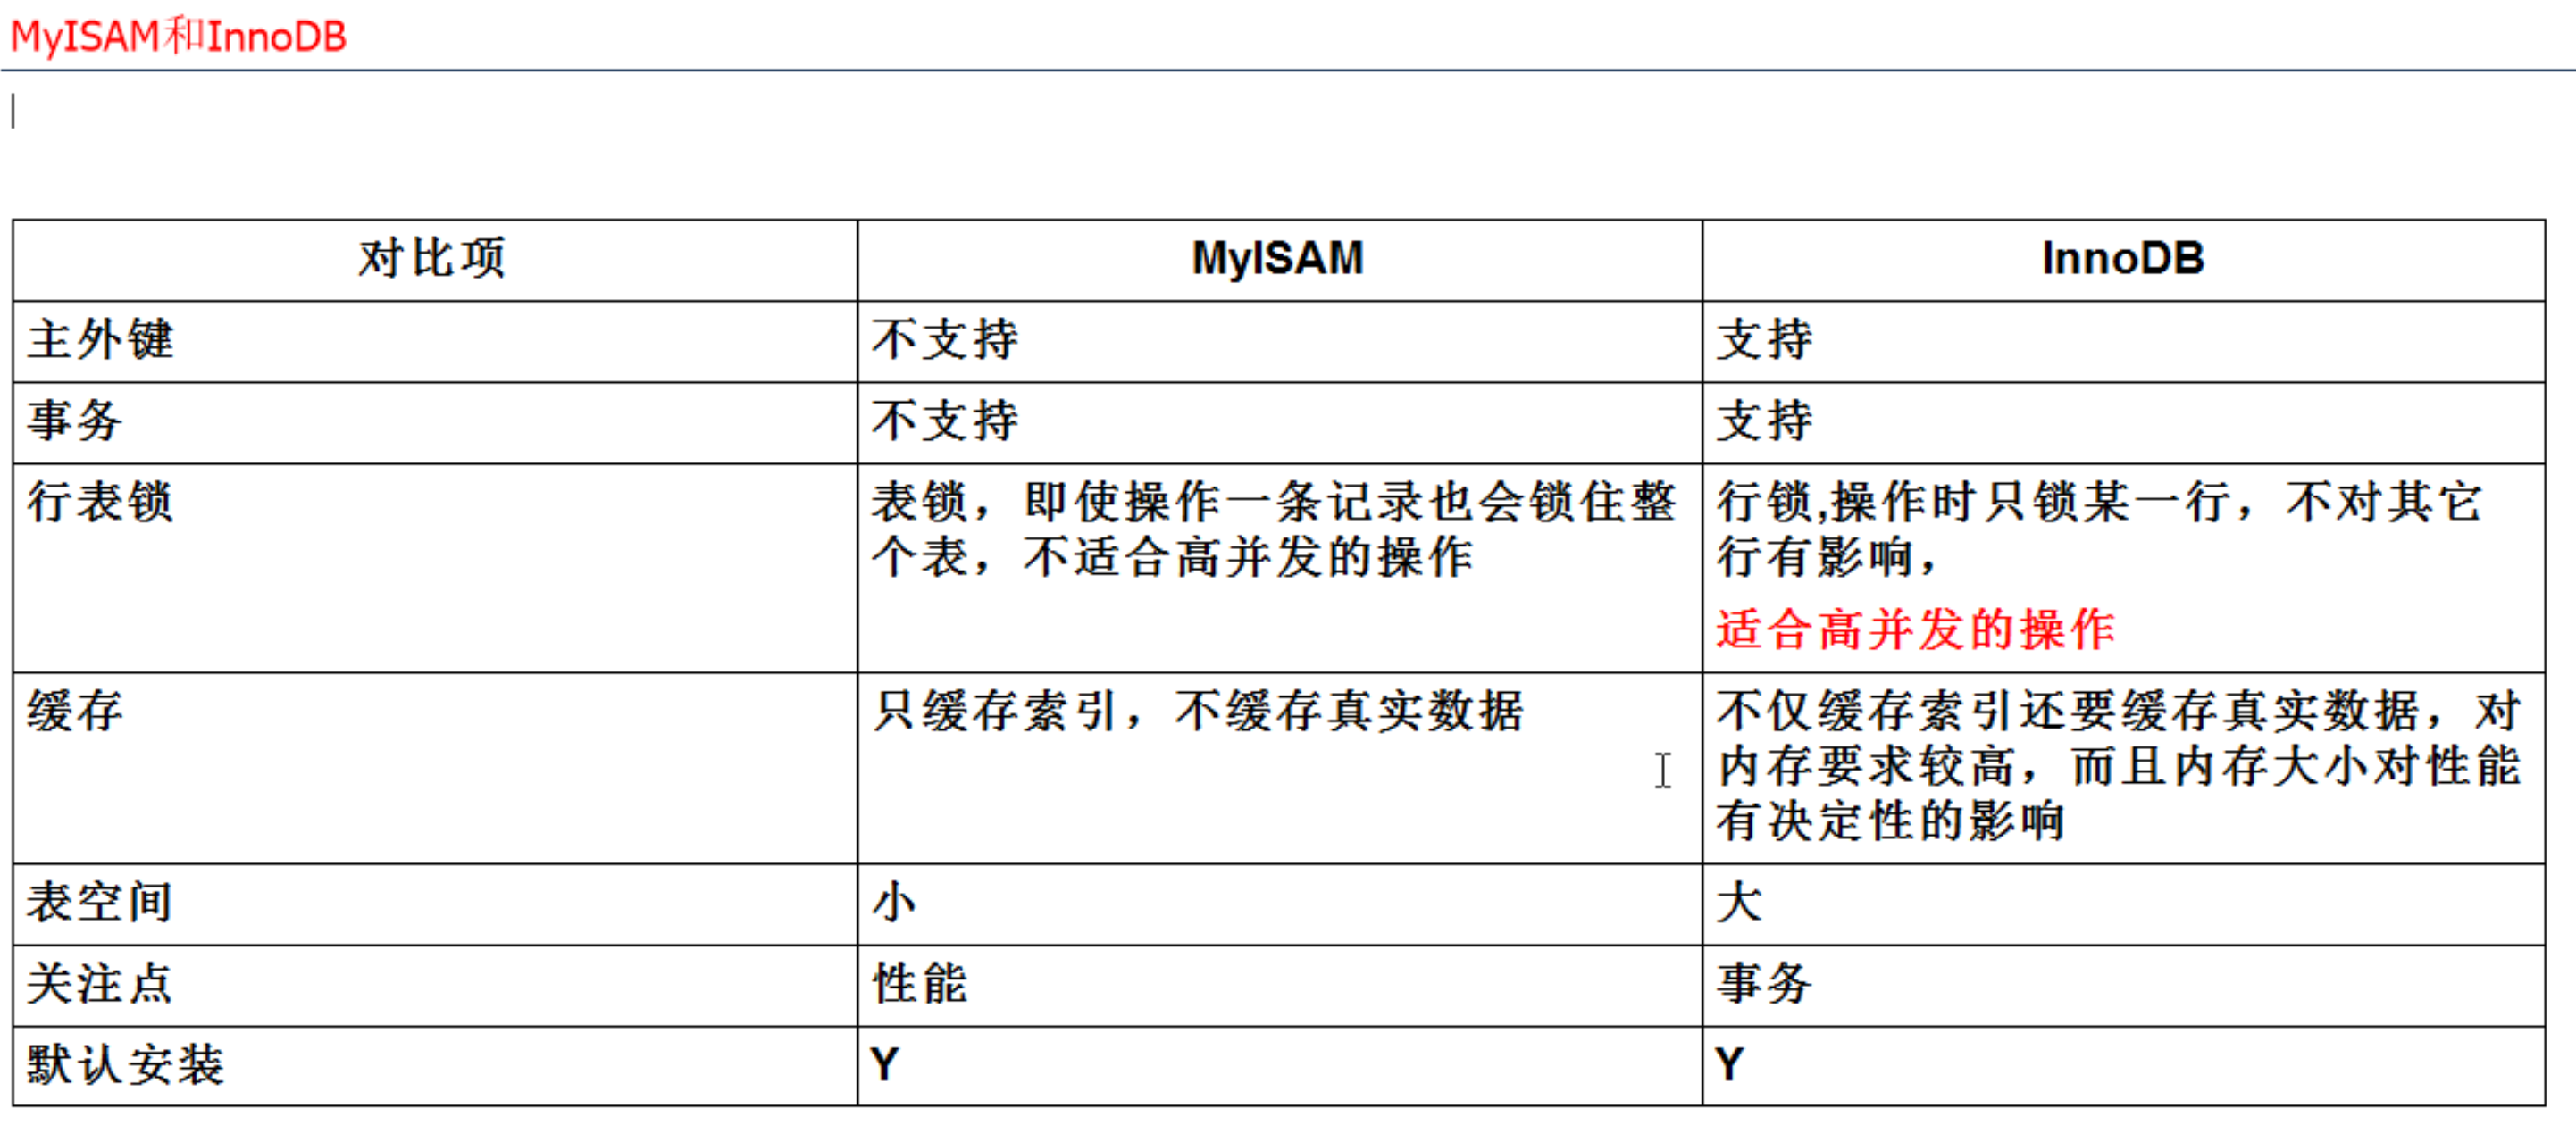 MyISAM和InnoDB
对比项 MyISAM InnoDB
主外键 不支持 支持
事务 不支持 支持
行表锁 表锁，即使操作一条记录也会锁住整 行锁,操作时只锁某一行，不对其它
个表，不适合高并发的操作 行有影响，
适合高并发的操作
缓存 只缓存索引，不缓存真实数据 不仅缓存索引还要缓存真实数据，对
内存要求较高，而且内存大小对性能
有决定性的影响
表空间 小 大
关注点 性能 事务
默认安装 Y Y